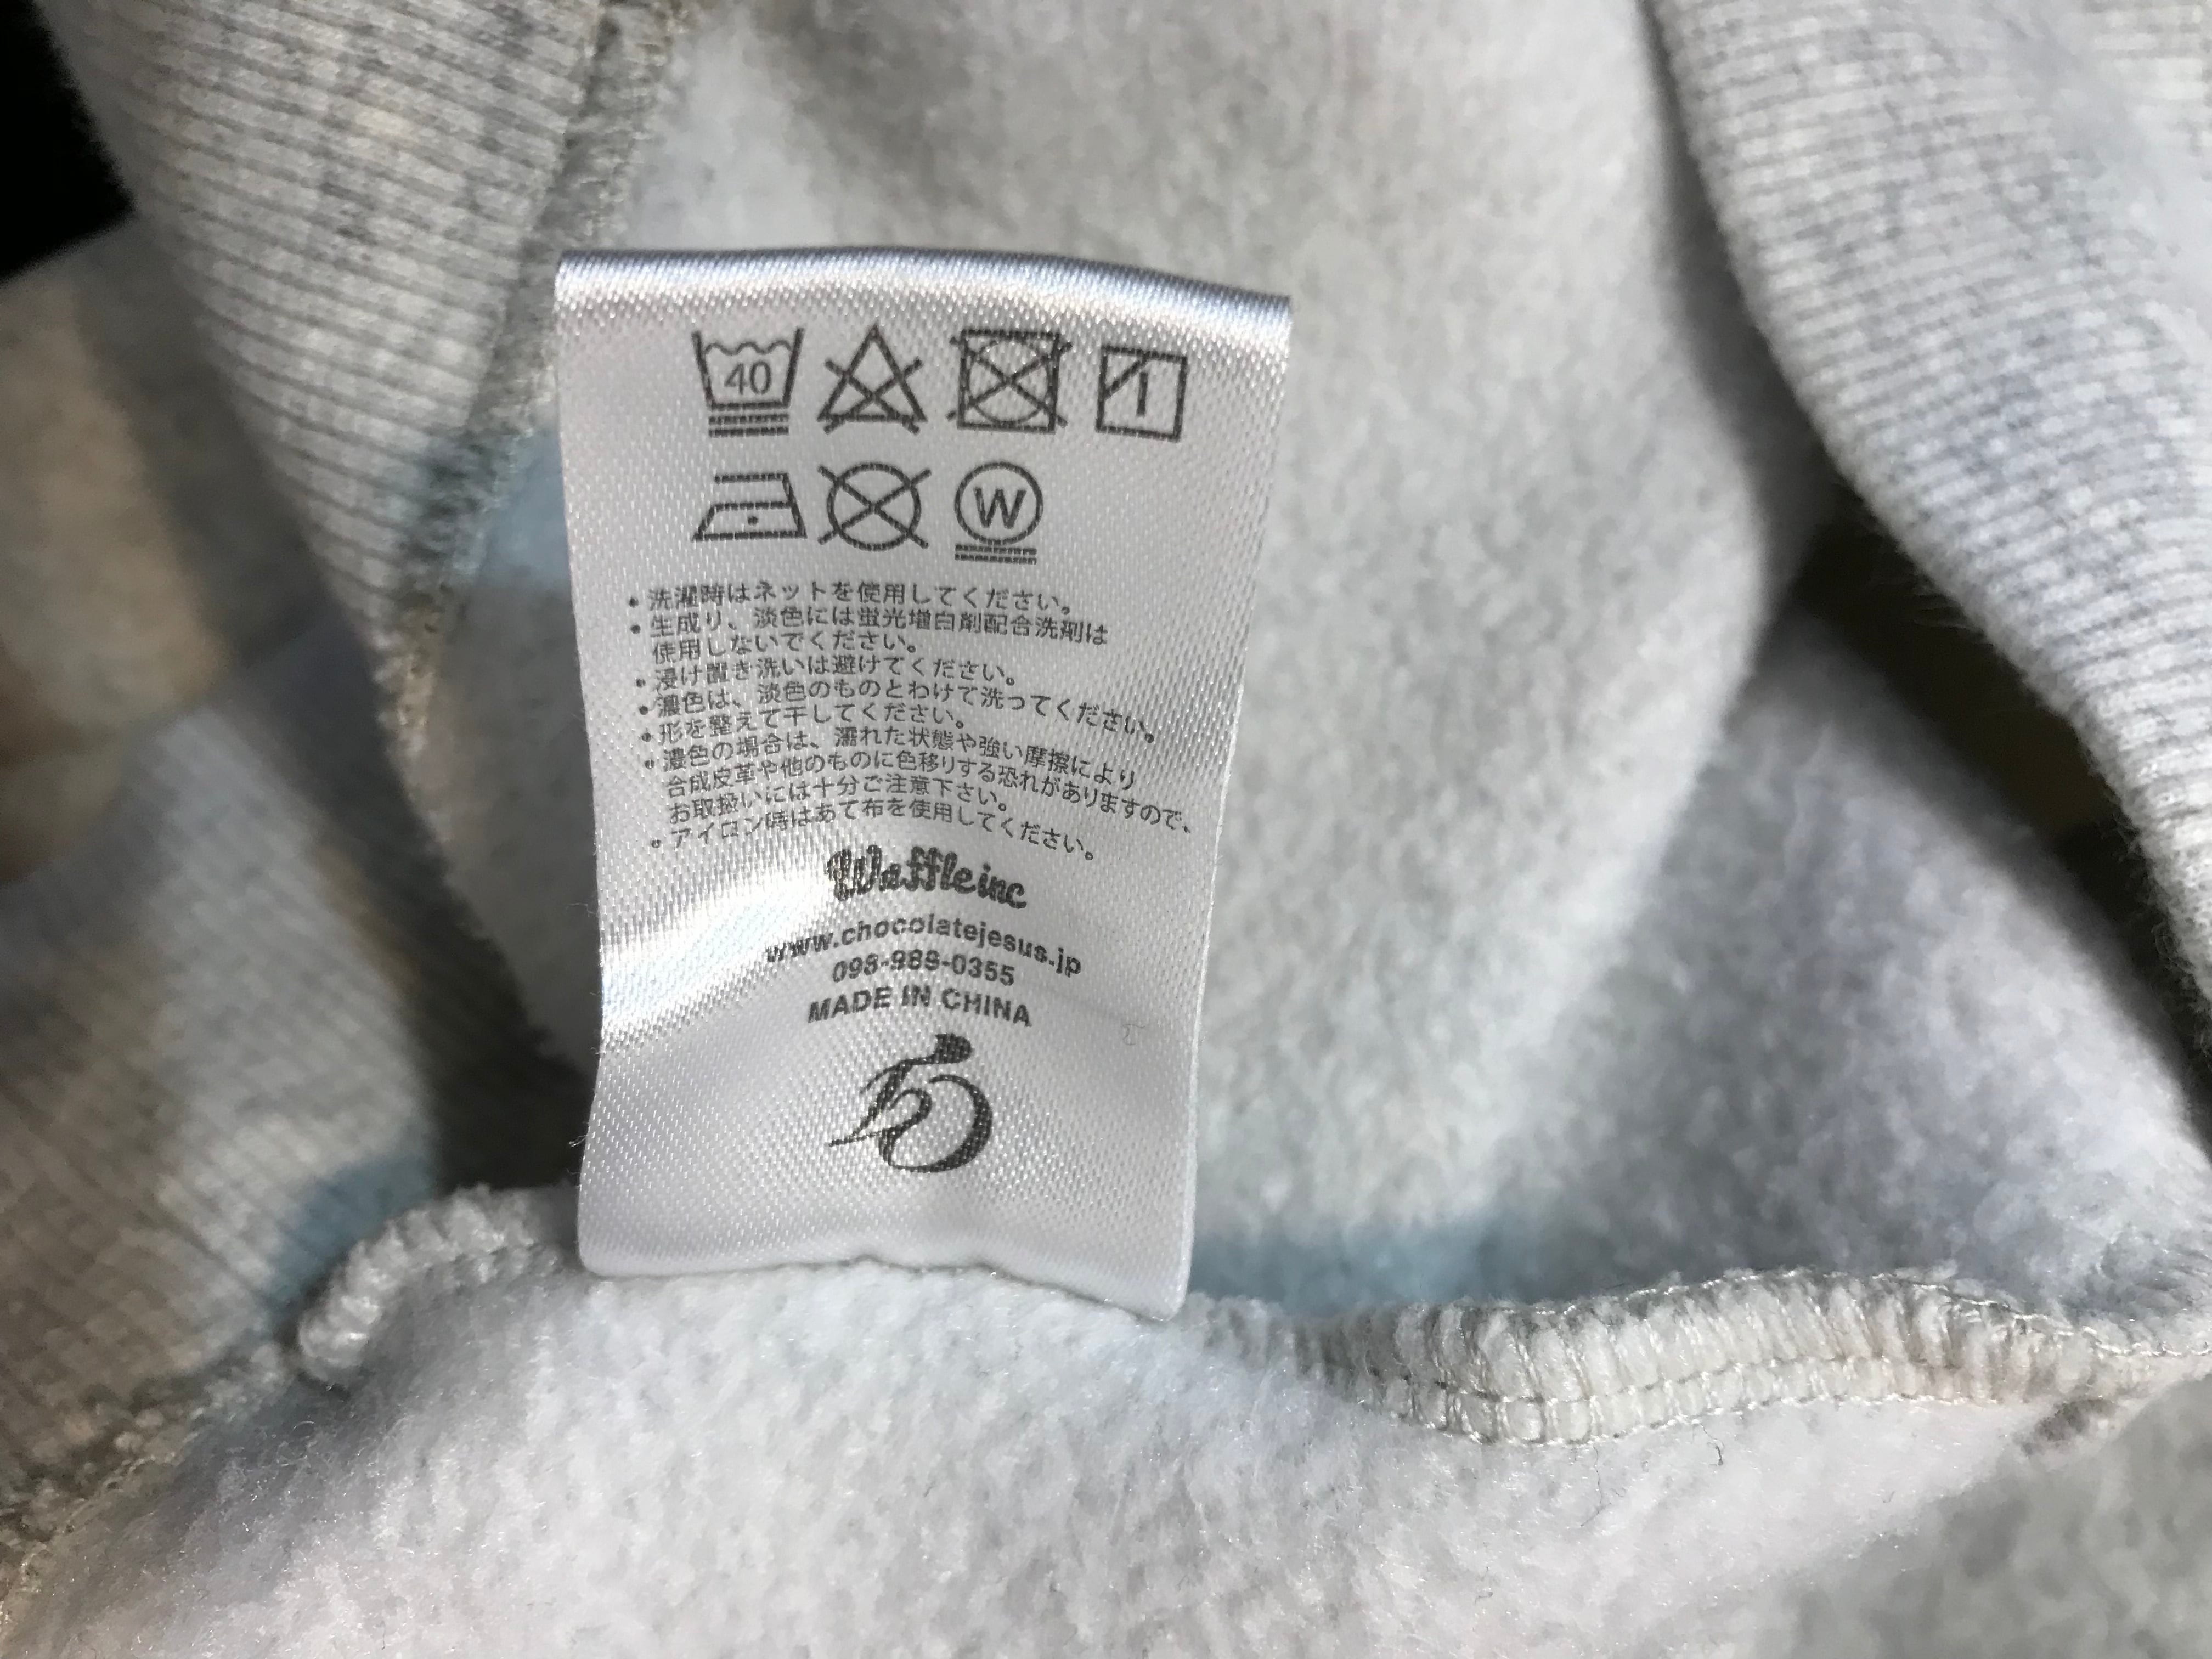 40
W
・洗濯時はネットを使用してください。
・生成り、淡色には蛍光増白剤配合洗剤は
使用しないでください。
・浸け置き洗いは避けてください。
・濃色は、淡色のものとわけて洗ってください。
・形を整えて干してください。
・濃色の場合は、濡れた状態や強い摩擦により
合成皮革や他のものに色移りする恐れがありますので、
お取扱いには十分ご注意下さい。
・アイロン時はあて布を使用してください。
Waffleinc
www.chocolatejesus.jp
098-988-0355
MADE IN CHINA